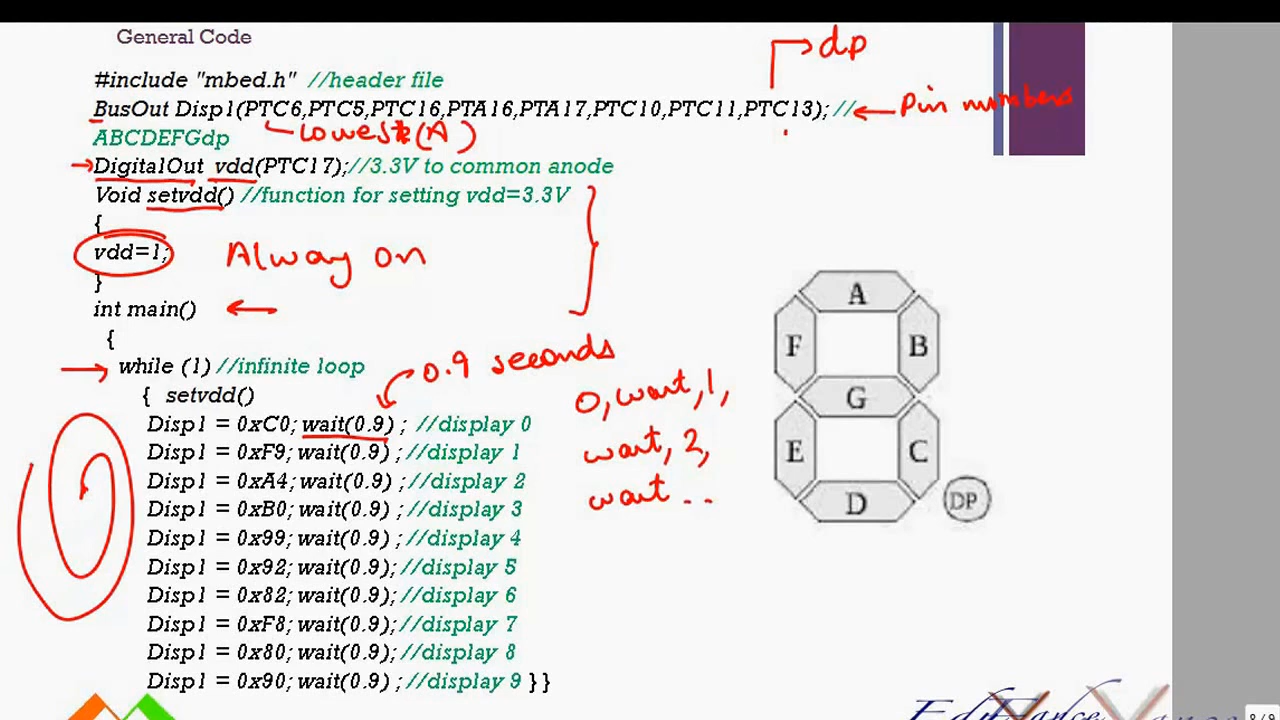 General Code
dp
#include "mbed.h" //header file
BusOut Disp1(PTC6,PTC5,PTC16,PTA16,PTA17,PTC10,PTC11,PTC13); // Pin numbers
ABCDEFGdp Lowest(A)
DigitalOut vdd(PTC17);//3.3V to common anode
Void setvdd() //function for setting vdd=3.3V
{
vdd=1; Alway on
}
int main()
{
while (1) //infinite loop
0.9 seconds
{ setvdd()
Disp1 = 0xC0; wait(0.9) ; //display 0
Disp1 = 0xF9; wait(0.9) ; //display 1
Disp1 = 0xA4; wait(0.9) ; //display 2
Disp1 = 0xB0; wait(0.9) ; //display 3
Disp1 = 0x99; wait(0.9) ; //display 4
Disp1 = 0x92; wait(0.9); //display 5
Disp1 = 0x82; wait(0.9); //display 6
Disp1 = 0xF8; wait(0.9); //display 7
Disp1 = 0x80; wait(0.9); //display 8
Disp1 = 0x90; wait(0.9) ; //display 9 } }
0, wait, 1,
wait, 2,
wait ..
A
F B
G
E C
D DP